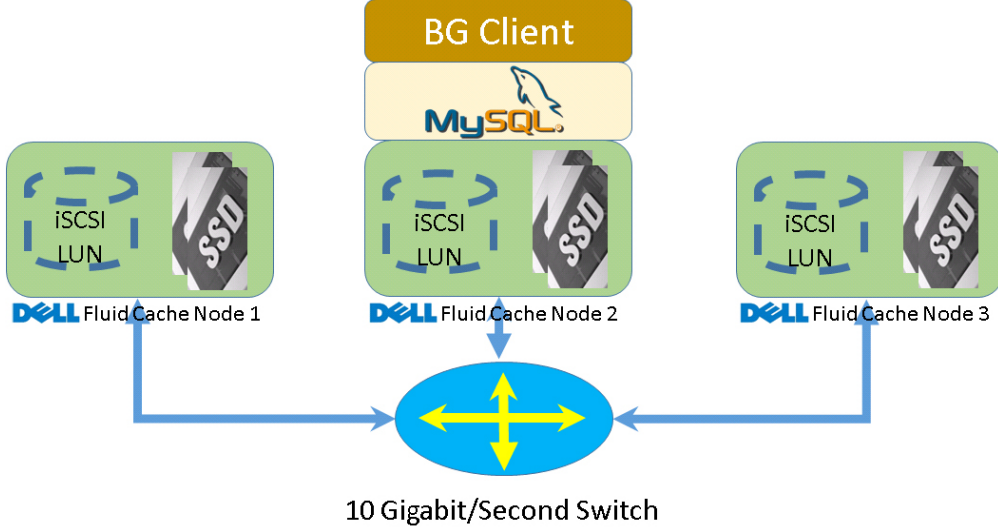 BG Client
MySQL.
iSCSI
LUN
SSD
iSCSI
LUN
SSD
iSCSI
LUN
SSD
DELL Fluid Cache Node 1
DELL Fluid Cache Node 2
DELL Fluid Cache Node 3
10 Gigabit/Second Switch